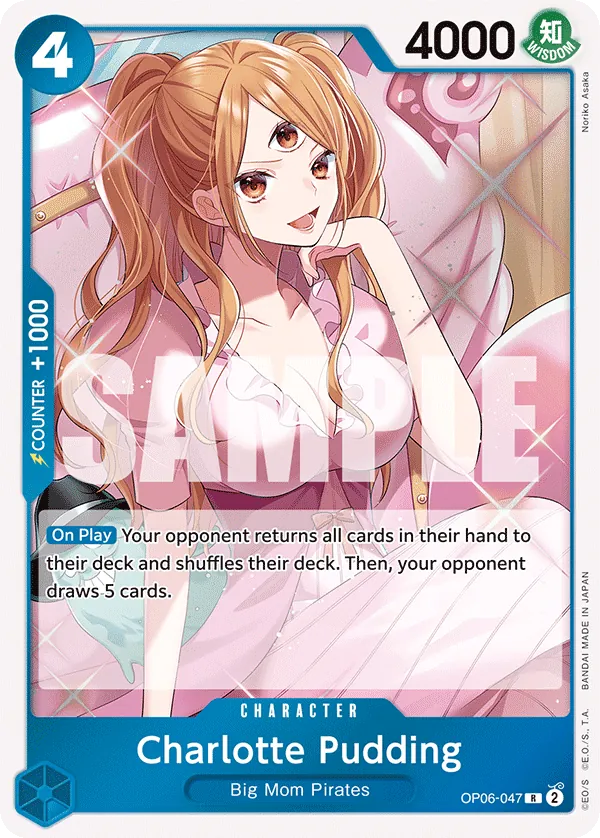 4
4000
知
WISDOM
Noriko Asaka
COUNTER +1000
SAMPLE
On Play Your opponent returns all cards in their hand to
their deck and shuffles their deck. Then, your opponent
draws 5 cards.
CHARACTER
Charlotte Pudding
Big Mom Pirates
OP06-047 R 2
©EO/S ©E.O./S., T.A. BANDAI MADE IN JAPAN